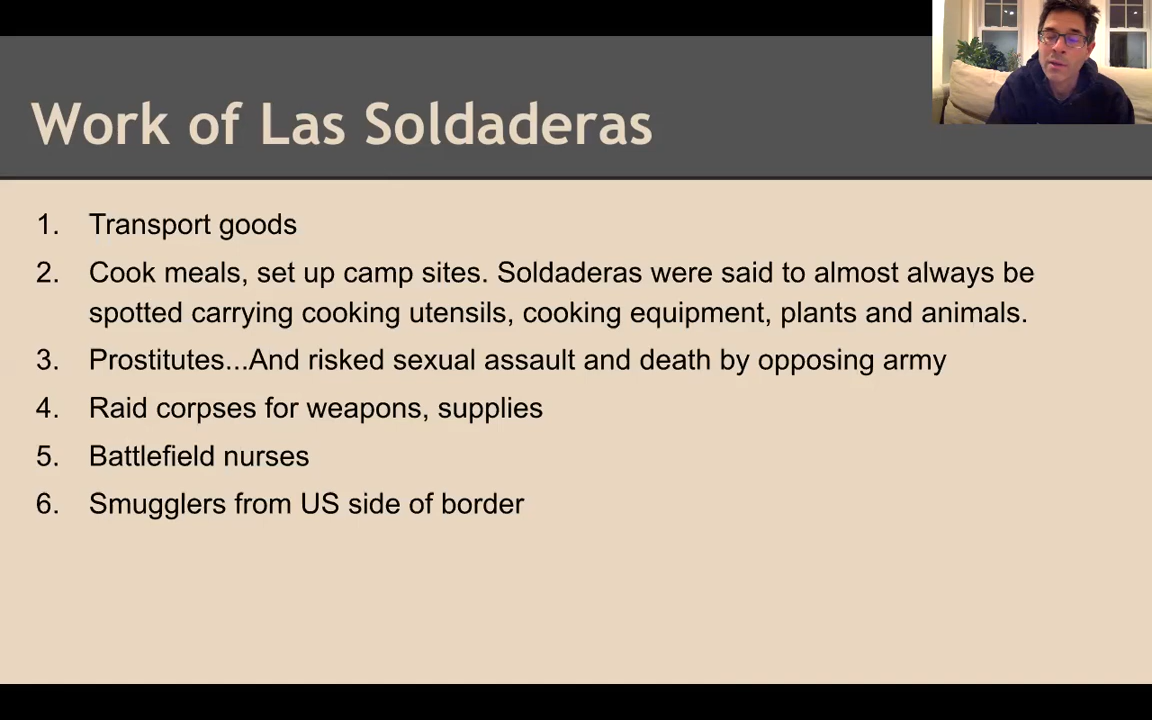 Work of Las Soldaderas
1. Transport goods
2. Cook meals, set up camp sites. Soldaderas were said to almost always be
spotted carrying cooking utensils, cooking equipment, plants and animals.
3. Prostitutes...And risked sexual assault and death by opposing army
4. Raid corpses for weapons, supplies
5. Battlefield nurses
6. Smugglers from US side of border